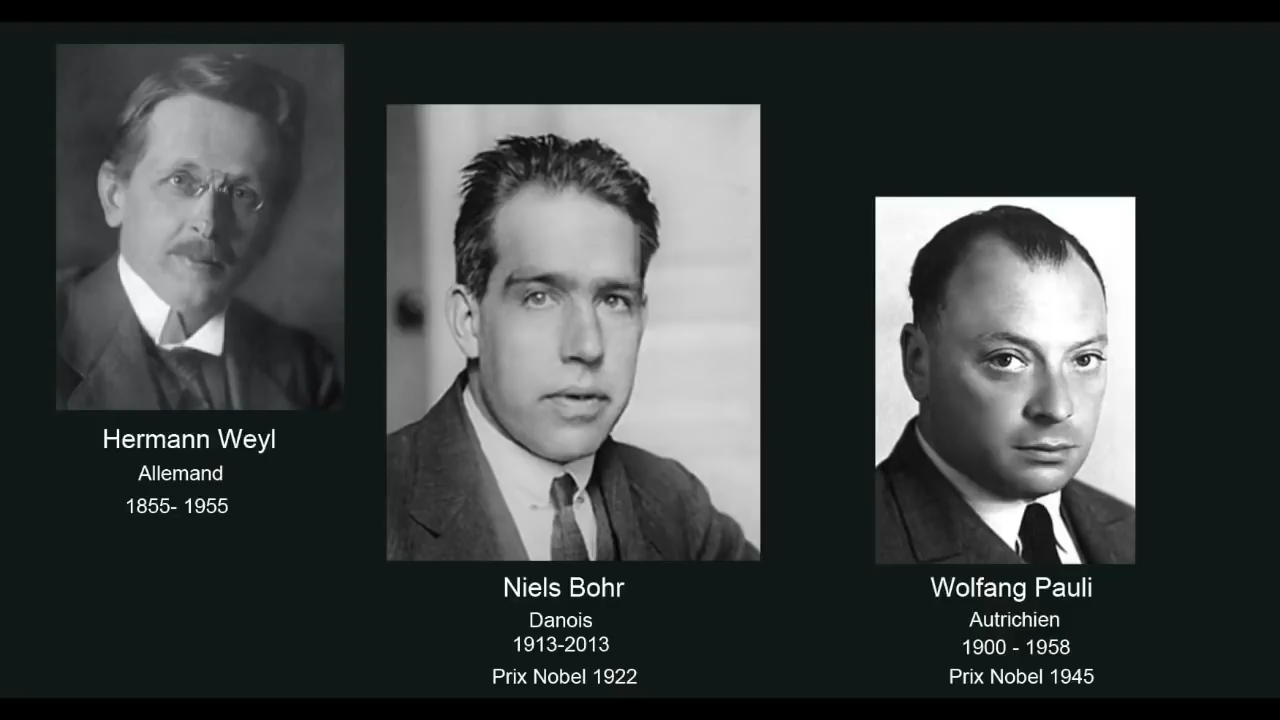 Hermann Weyl
Allemand
1855- 1955
Niels Bohr
Danois
1913-2013
Prix Nobel 1922
Wolfang Pauli
Autrichien
1900 - 1958
Prix Nobel 1945